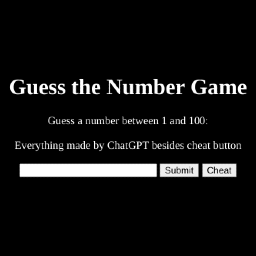 Guess the Number Game
Guess a number between 1 and 100:
Everything made by ChatGPT besides cheat button
Submit Cheat